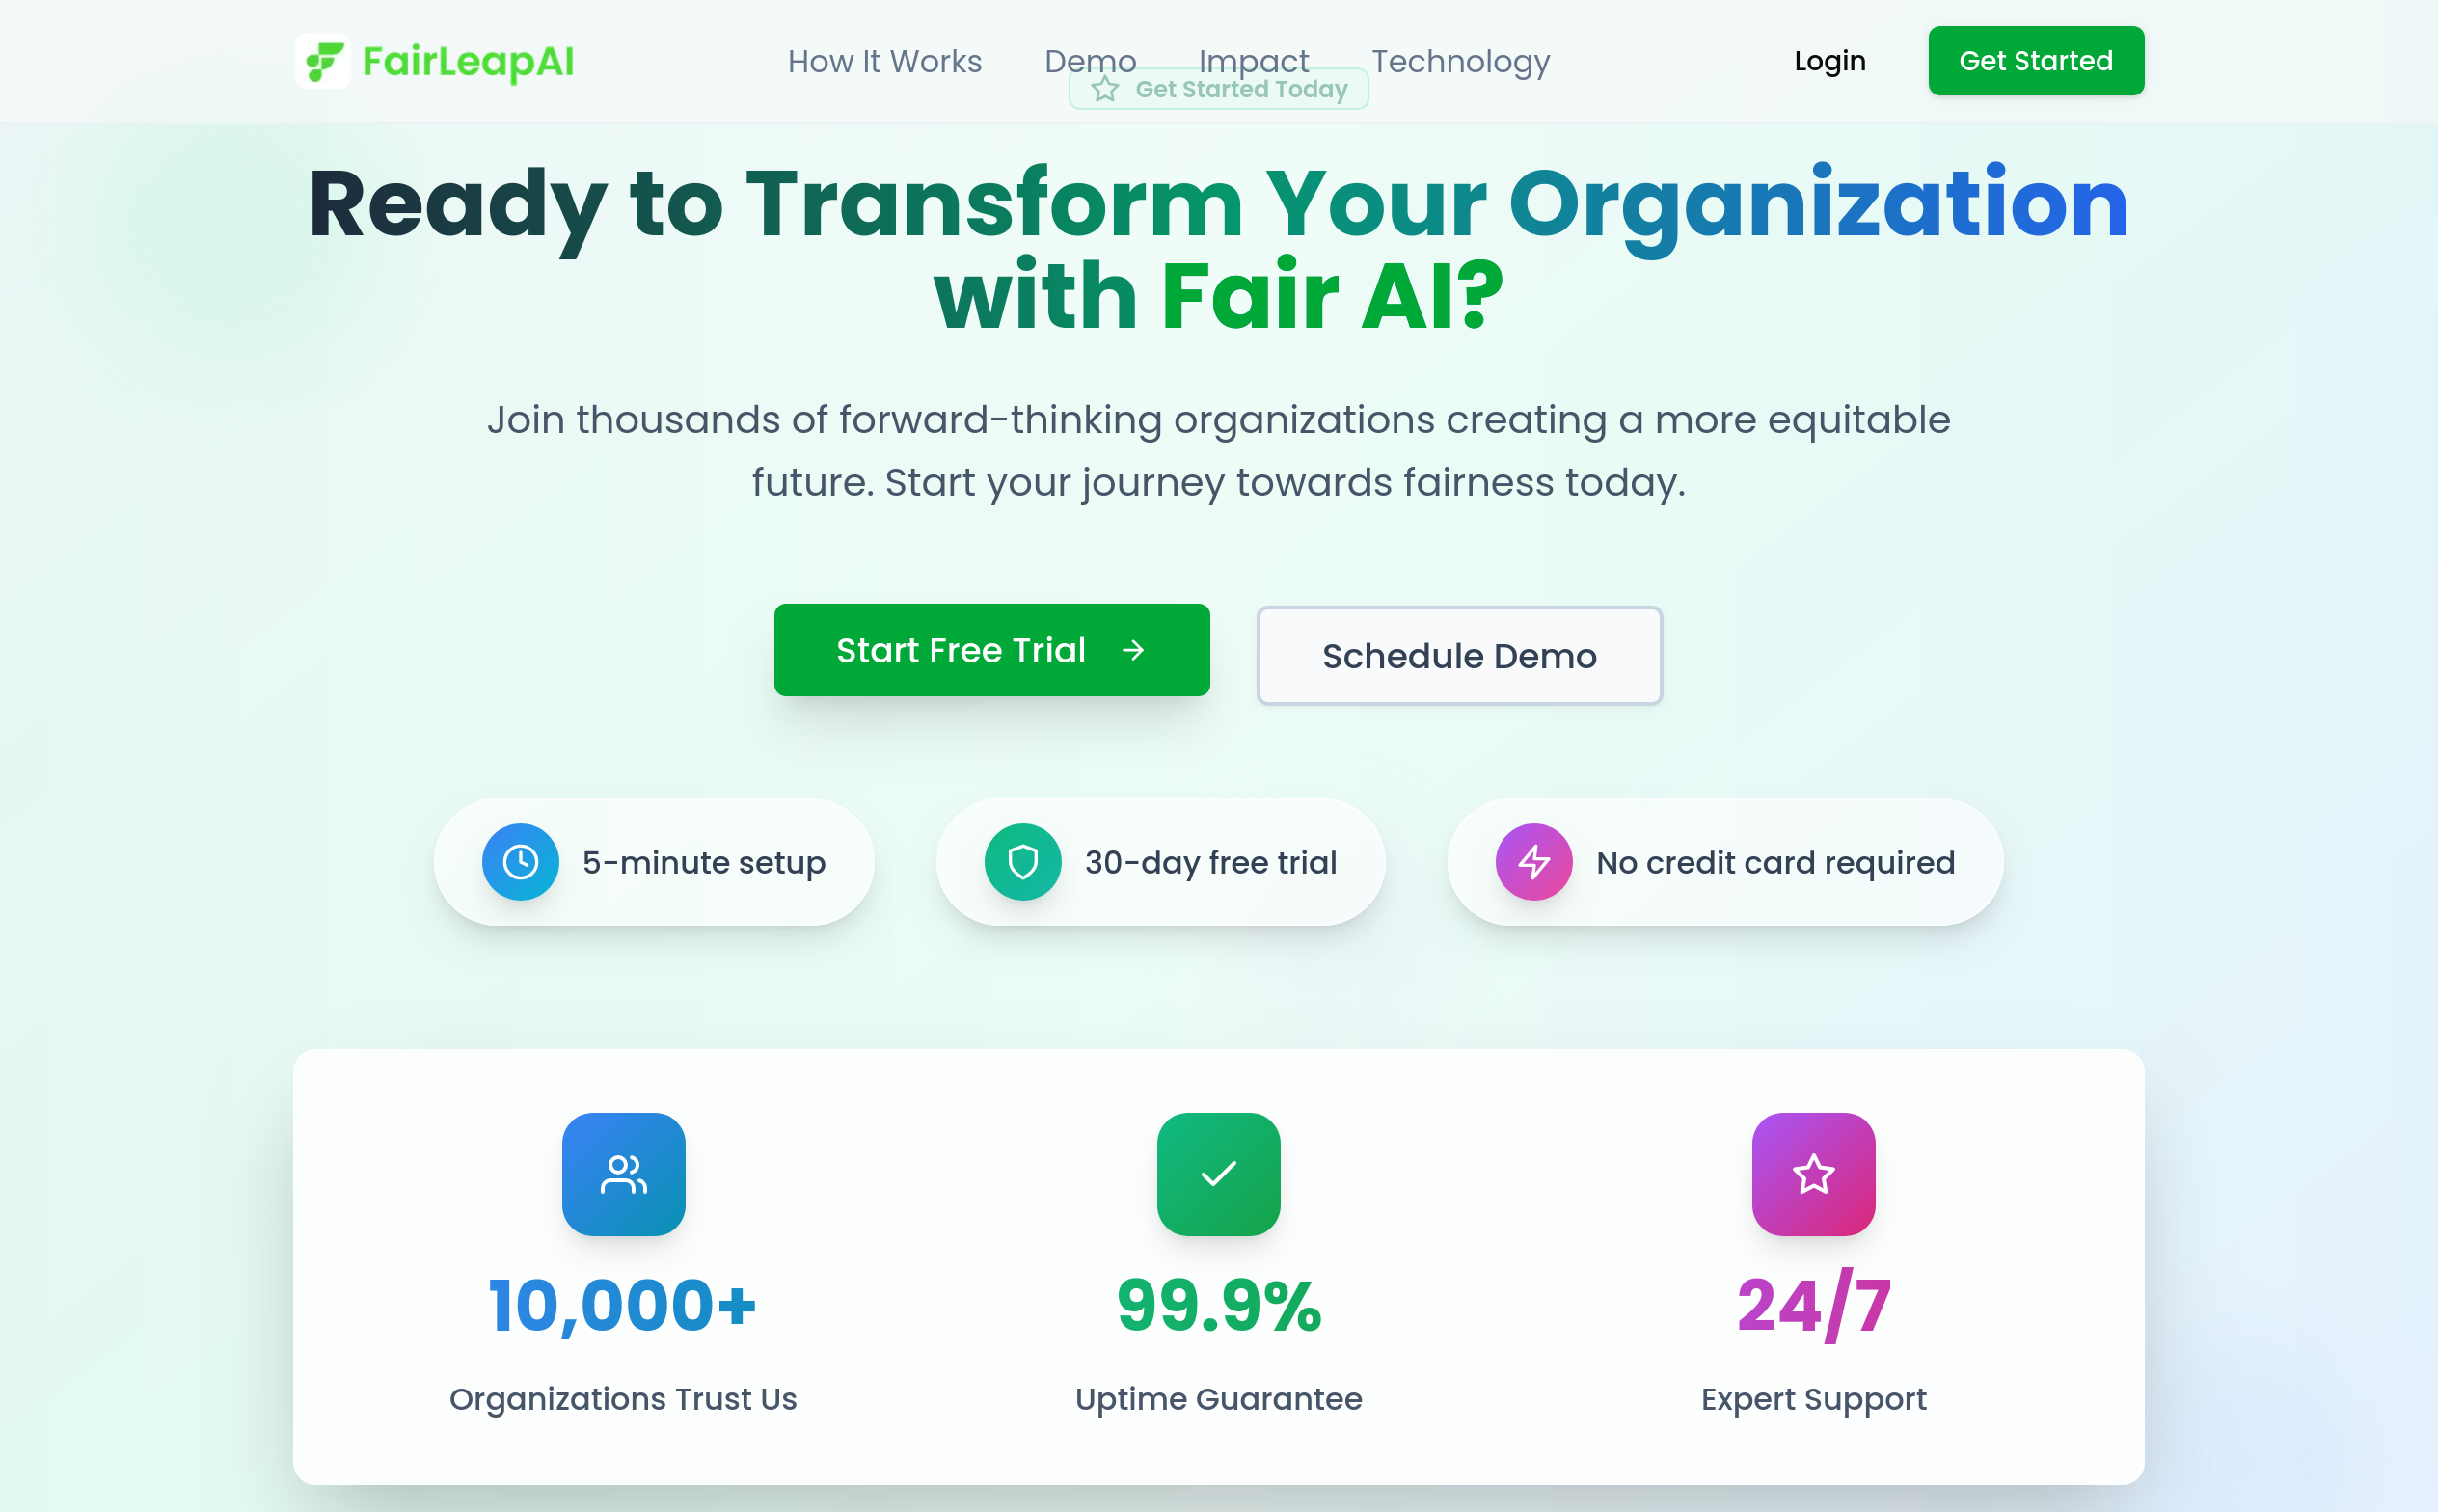 FairLeapAI
How It Works
Demo
Impact
Technology
Login
Get Started
Get Started Today
Ready to Transform Your Organization
with Fair AI?
Join thousands of forward-thinking organizations creating a more equitable
future. Start your journey towards fairness today.
Start Free Trial
Schedule Demo
5-minute setup
30-day free trial
No credit card required
10,000+
Organizations Trust Us
99.9%
Uptime Guarantee
24/7
Expert Support